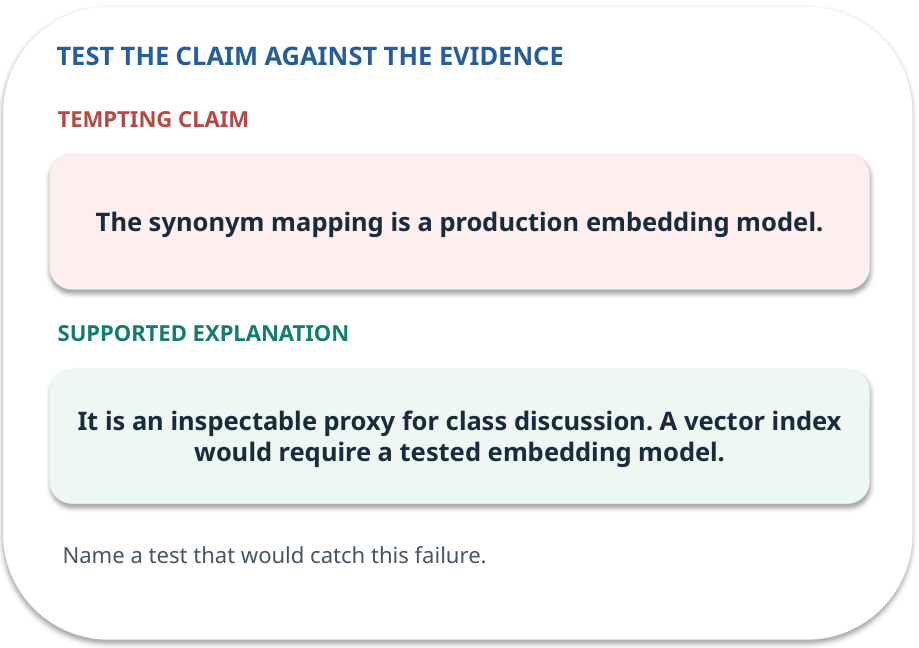 TEST THE CLAIM AGAINST THE EVIDENCE
TEMPTING CLAIM
The synonym mapping is a production embedding model.
SUPPORTED EXPLANATION
It is an inspectable proxy for class discussion. A vector index
would require a tested embedding model.
Name a test that would catch this failure.